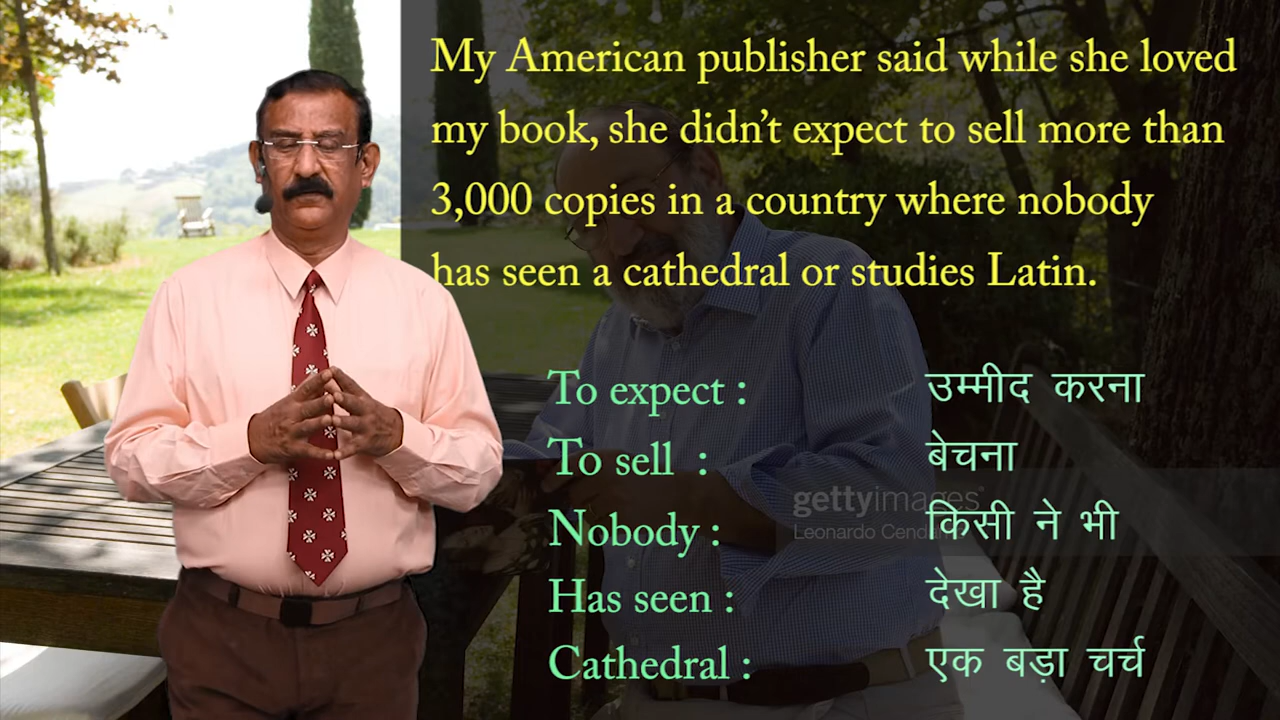 My American publisher said while she loved
my book, she didn't expect to sell more than
3,000 copies in a country where nobody
has seen a cathedral or studies Latin.
To expect : उम्मीद करना
To sell : बेचना
gettyimages
Nobody : किसी ने भी
Leonardo
Has seen : देखा है
Cathedral : एक बड़ा चर्च